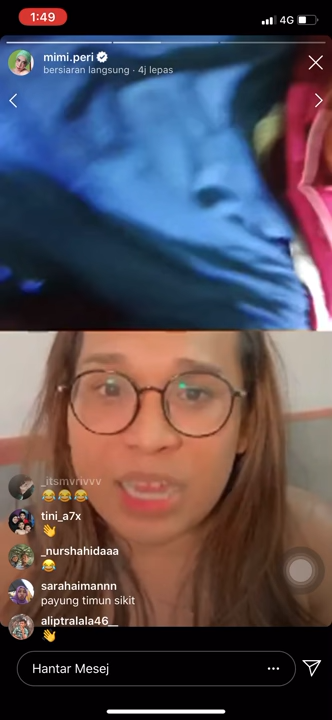 1:49
4G
mimi.peri
bersiaran langsung · 4j lepas
_itsmvrivvv
😂😂😂
tini_a7x
👋
_nurshahidaaa
😂
sarahaimannn
payung timun sikit
aliptralala46__
👋
Hantar Mesej